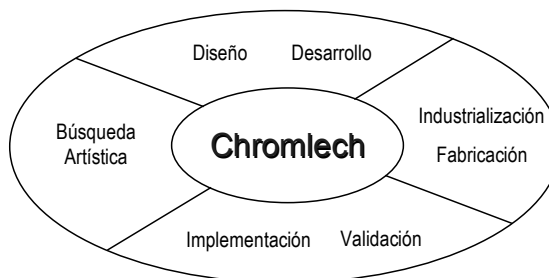 Diseño Desarrollo
Búsqueda
Artística
Chromlech
Industrialización
Fabricación
Implementación Validación